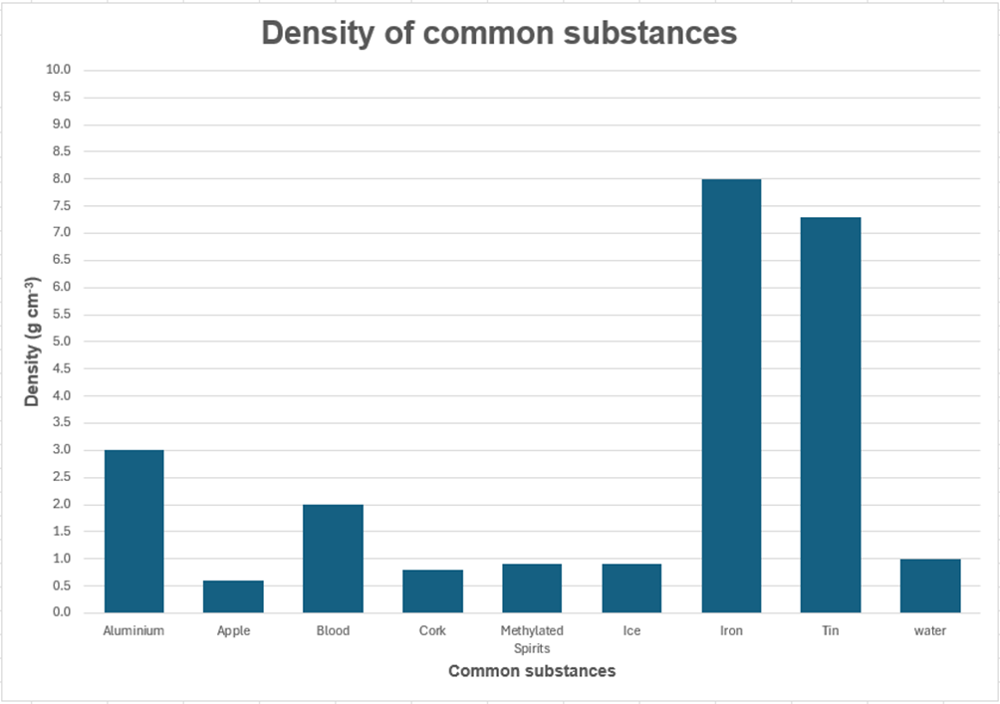 Density of common substances
10.0
9.5
9.0
8.5
8.0
7.5
7.0
6.5
6.0
5.5
5.0
4.5
4.0
3.5
3.0
2.5
2.0
1.5
1.0
0.5
0.0
Density (g cm⁻³)
Aluminium
Apple
Blood
Cork
Methylated
Spirits
Ice
Iron
Tin
water
Common substances